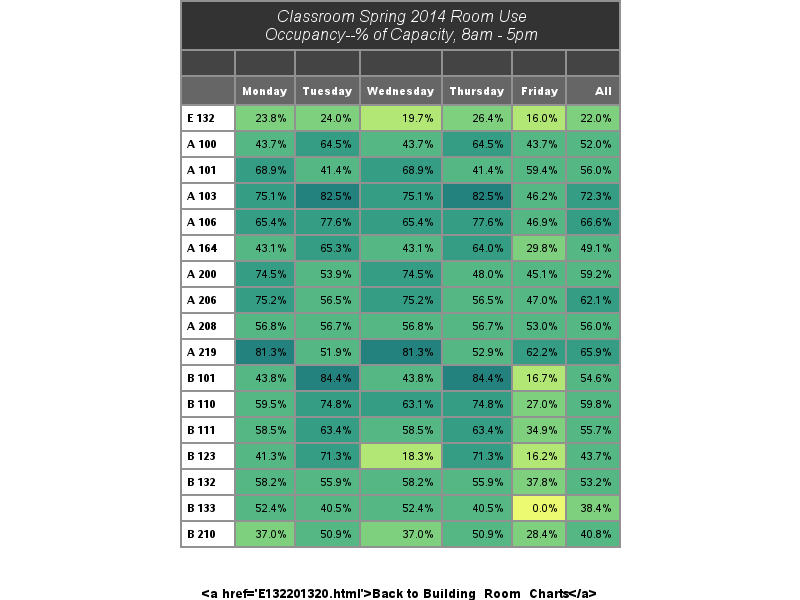 Classroom Spring 2014 Room Use
Occupancy--% of Capacity, 8am - 5pm
Monday Tuesday Wednesday Thursday Friday All
E 132 23.8% 24.0% 19.7% 26.4% 16.0% 22.0%
A 100 43.7% 64.5% 43.7% 64.5% 43.7% 52.0%
A 101 68.9% 41.4% 68.9% 41.4% 59.4% 56.0%
A 103 75.1% 82.5% 75.1% 82.5% 46.2% 72.3%
A 106 65.4% 77.6% 65.4% 77.6% 46.9% 66.6%
A 164 43.1% 65.3% 43.1% 64.0% 29.8% 49.1%
A 200 74.5% 53.9% 74.5% 48.0% 45.1% 59.2%
A 206 75.2% 56.5% 75.2% 56.5% 47.0% 62.1%
A 208 56.8% 56.7% 56.8% 56.7% 53.0% 56.0%
A 219 81.3% 51.9% 81.3% 52.9% 62.2% 65.9%
B 101 43.8% 84.4% 43.8% 84.4% 16.7% 54.6%
B 110 59.5% 74.8% 63.1% 74.8% 27.0% 59.8%
B 111 58.5% 63.4% 58.5% 63.4% 34.9% 55.7%
B 123 41.3% 71.3% 18.3% 71.3% 16.2% 43.7%
B 132 58.2% 55.9% 58.2% 55.9% 37.8% 53.2%
B 133 52.4% 40.5% 52.4% 40.5% 0.0% 38.4%
B 210 37.0% 50.9% 37.0% 50.9% 28.4% 40.8%
<a href='E132201320.html'>Back to Building_Room_Charts</a>